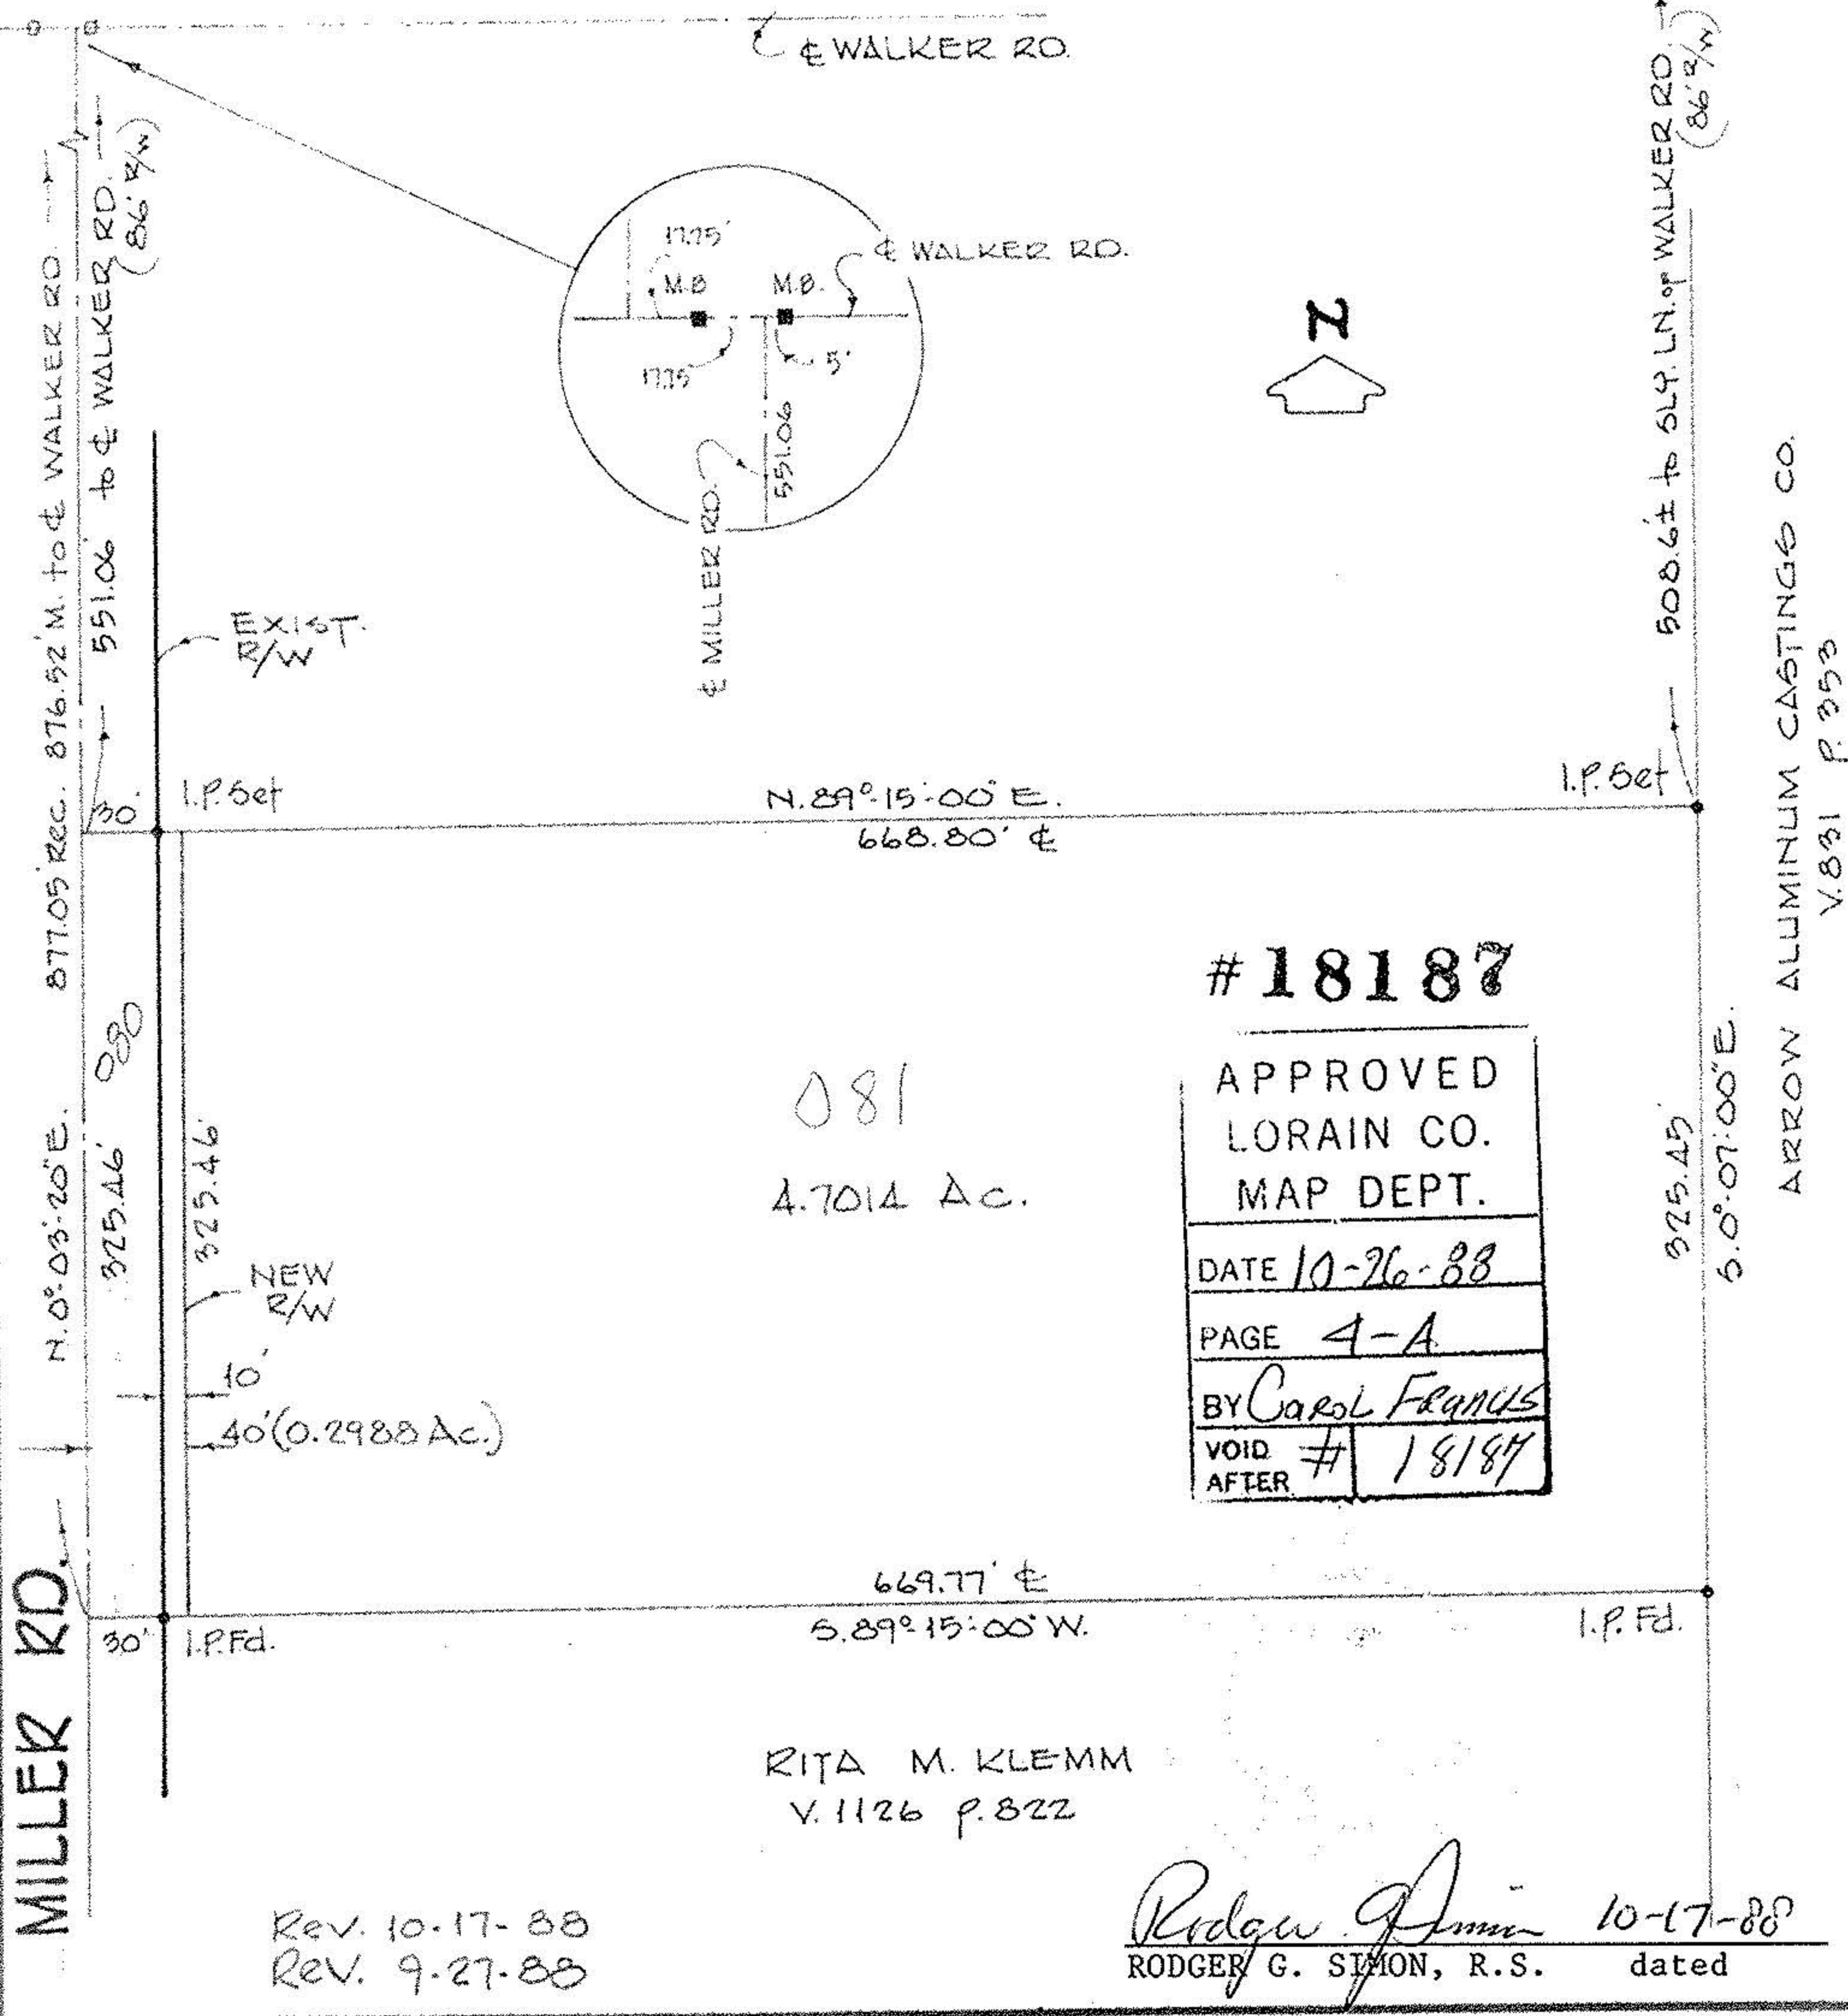 ℄ WALKER RD.
877.05' Rec. 876.52' M. to ℄ WALKER RD.
551.06' to ℄ WALKER RD.
(86' R/W)
17.75'
M.B
M.B.
℄ WALKER RD.
17.75'
5'
551.06
℄ MILLER RD.
N
508.6'± to SLY. LN. of WALKER RD.
(86' R/W)
EXIST.
R/W
30'
I.P. Set
N. 89°-15'-00" E.
668.80' ℄
I.P. Set
ARROW ALUMINUM CASTINGS CO.
V. 831 P. 353
N. 0°-03'-20" E.
325.46'
080
325.46'
081
4.7014 Ac.
# 18187
APPROVED
LORAIN CO.
MAP DEPT.
DATE 10-26-88
PAGE 4-A
BY Carol Francis
VOID AFTER # 18187
325.45'
S. 0°-07'-00" E.
NEW
R/W
10'
40' (0.2988 Ac.)
MILLER RD.
669.77' ℄
S. 89°-15'-00" W.
30'
I.P. Fd.
I.P. Fd.
RITA M. KLEMM
V. 1126 P. 822
Rev. 10-17-88
Rev. 9-27-88
Rodger G Simon 10-17-88
RODGER G. SIMON, R.S. dated